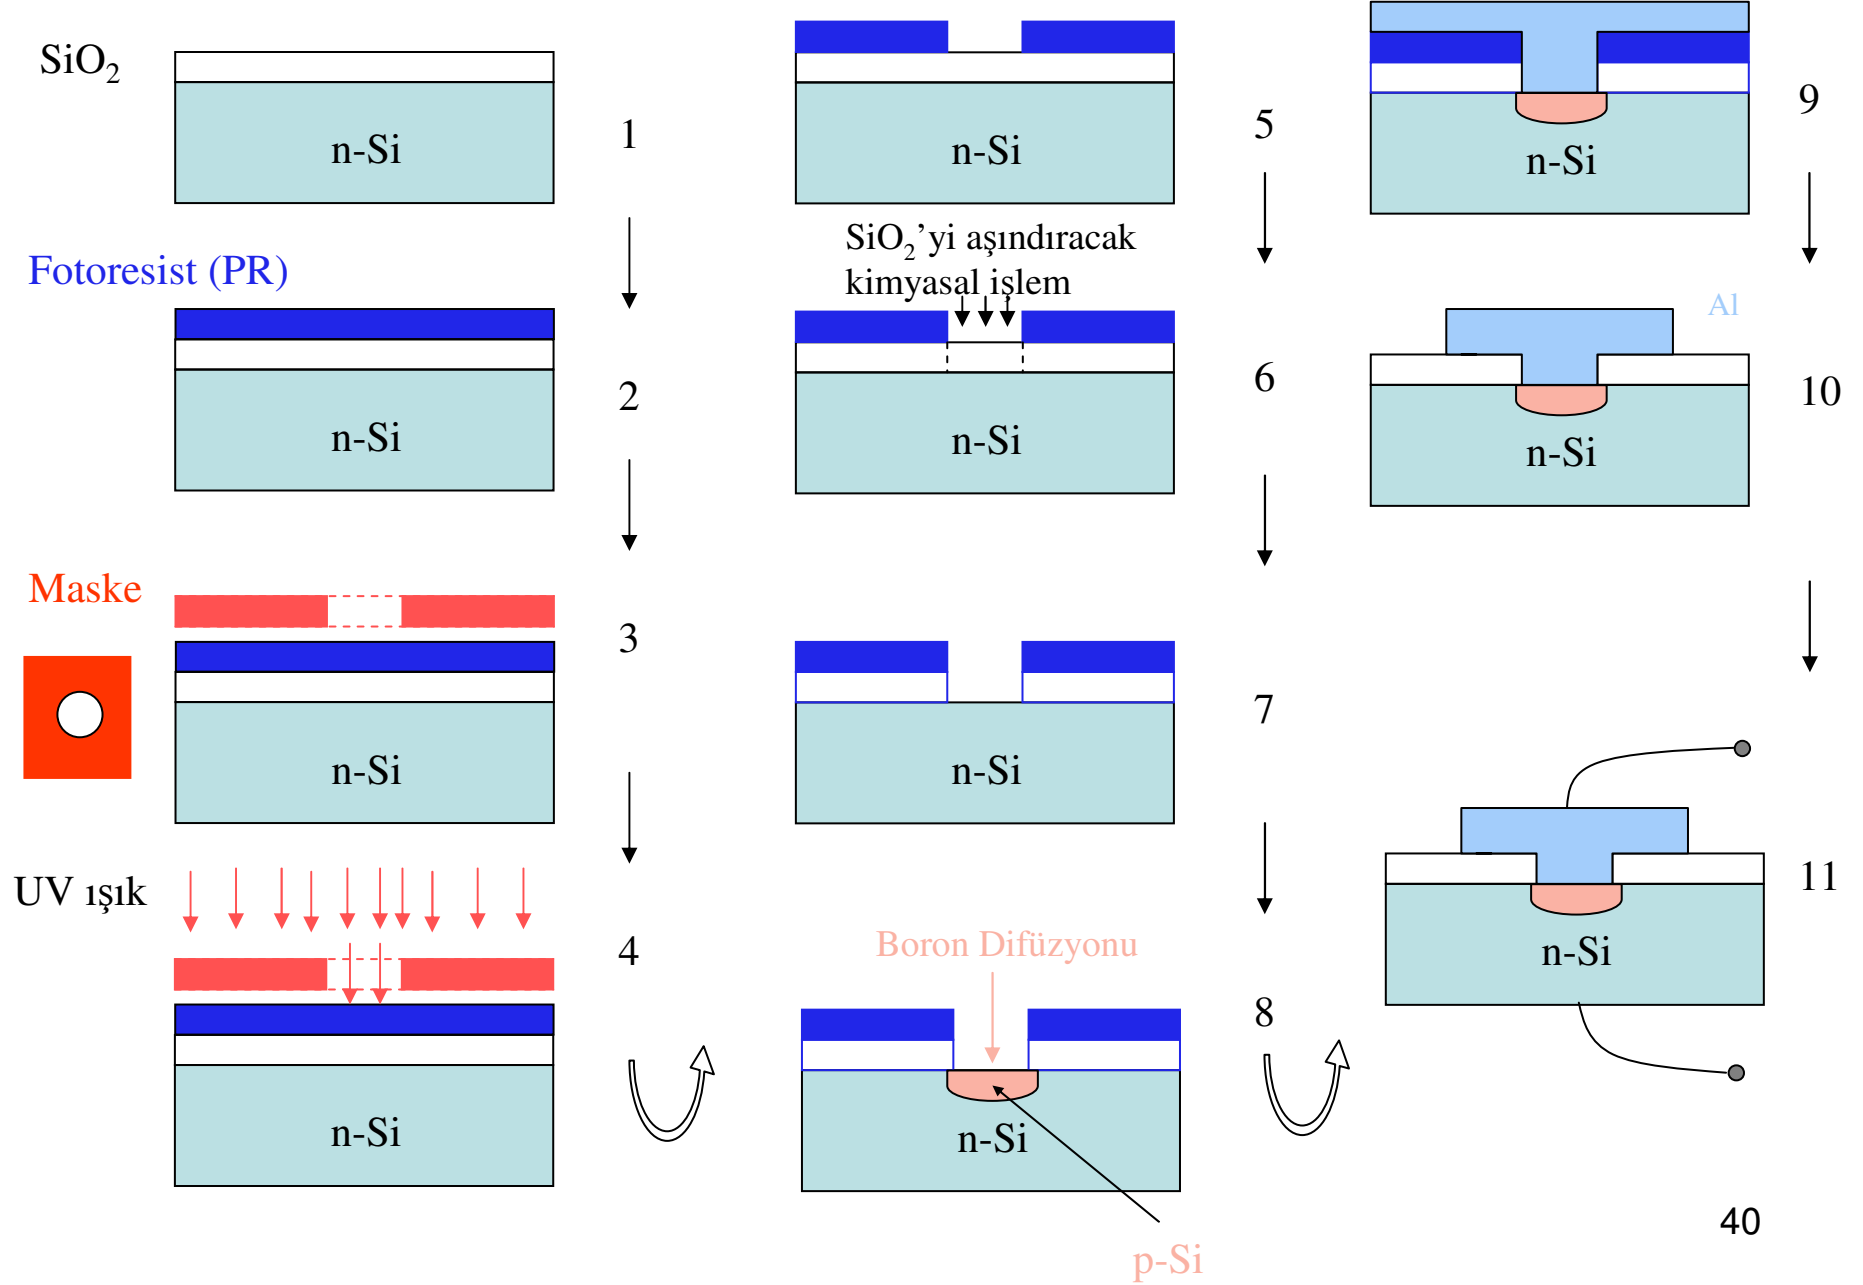 SiO₂
n-Si
1
Fotoresist (PR)
n-Si
2
Maske
3
n-Si
UV ışık
4
n-Si
5
n-Si
SiO₂’yi aşındıracak
kimyasal işlem
6
n-Si
7
n-Si
Boron Difüzyonu
8
n-Si
p-Si
9
n-Si
Al
10
n-Si
11
n-Si
40